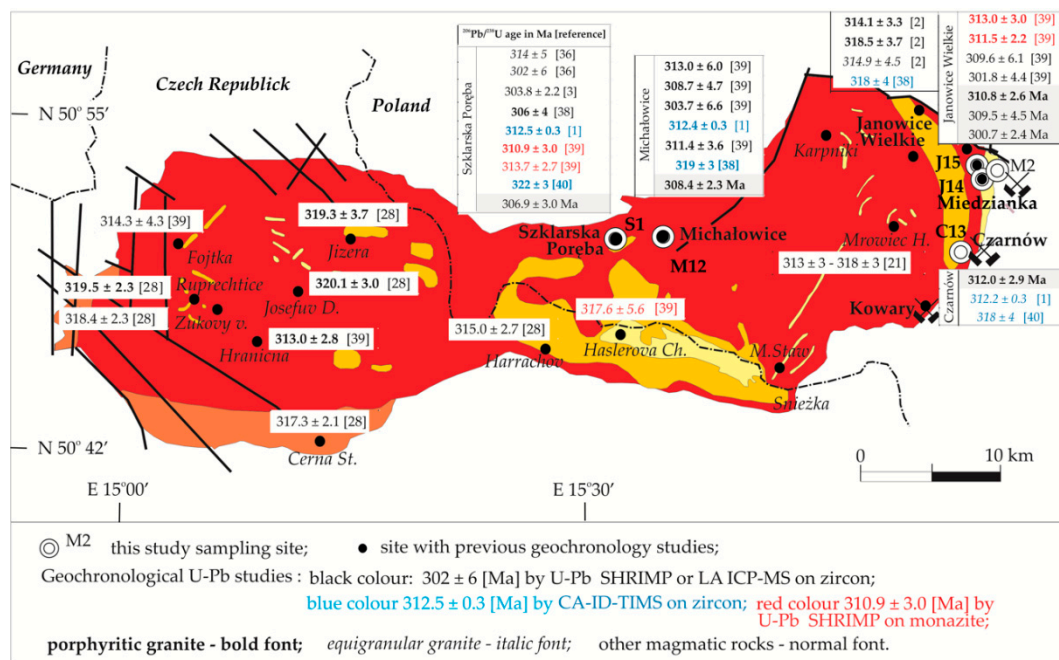 ²⁰⁶Pb/²³⁸U age in Ma [reference]
Szklarska Poręba
314 ± 5 [36]
302 ± 6 [36]
303.8 ± 2.2 [3]
306 ± 4 [38]
312.5 ± 0.3 [1]
310.9 ± 3.0 [39]
313.7 ± 2.7 [39]
322 ± 3 [40]
306.9 ± 3.0 Ma
Michałowice
313.0 ± 6.0 [39]
308.7 ± 4.7 [39]
303.7 ± 6.6 [39]
312.4 ± 0.3 [1]
311.4 ± 3.6 [39]
319 ± 3 [38]
308.4 ± 2.3 Ma
314.1 ± 3.3 [2]
318.5 ± 3.7 [2]
314.9 ± 4.5 [2]
318 ± 4 [38]
Janowice Wielkie
313.0 ± 3.0 [39]
311.5 ± 2.2 [39]
309.6 ± 6.1 [39]
301.8 ± 4.4 [39]
310.8 ± 2.6 Ma
309.5 ± 4.5 Ma
300.7 ± 2.4 Ma
Germany
Czech Republick
Poland
N 50° 55'
Karpniki
Janowice
Wielkie
J15
M2
J14
Miedzianka
314.3 ± 4.3 [39]
Fojtka
319.3 ± 3.7 [28]
Jizera
Szklarska
Poręba
S1
Michałowice
M12
Mrowiec H.
313 ± 3 - 318 ± 3 [21]
C13
Czarnów
Czarnów
312.0 ± 2.9 Ma
312.2 ± 0.3 [1]
318 ± 4 [40]
Kowary
319.5 ± 2.3 [28]
Ruprechtice
318.4 ± 2.3 [28]
Zukovy v.
320.1 ± 3.0 [28]
Josefuv D.
313.0 ± 2.8 [39]
Hranicna
315.0 ± 2.7 [28]
Harrachov
317.6 ± 5.6 [39]
Haslerova Ch.
M.Staw
Snieżka
317.3 ± 2.1 [28]
Cerna St.
N 50° 42'
0 10 km
E 15°00'
E 15°30'
M2 this study sampling site; site with previous geochronology studies;
Geochronological U-Pb studies : black colour: 302 ± 6 [Ma] by U-Pb SHRIMP or LA ICP-MS on zircon;
blue colour 312.5 ± 0.3 [Ma] by CA-ID-TIMS on zircon; red colour 310.9 ± 3.0 [Ma] by
U-Pb SHRIMP on monazite;
porphyritic granite - bold font; equigranular granite - italic font; other magmatic rocks - normal font.